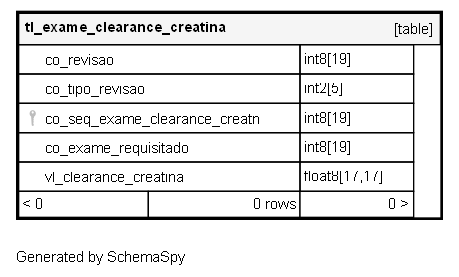 tl_exame_clearance_creatina [table]
co_revisao int8[19]
co_tipo_revisao int2[5]
co_seq_exame_clearance_creatn int8[19]
co_exame_requisitado int8[19]
vl_clearance_creatina float8[17,17]
< 0 0 rows 0 >
Generated by SchemaSpy